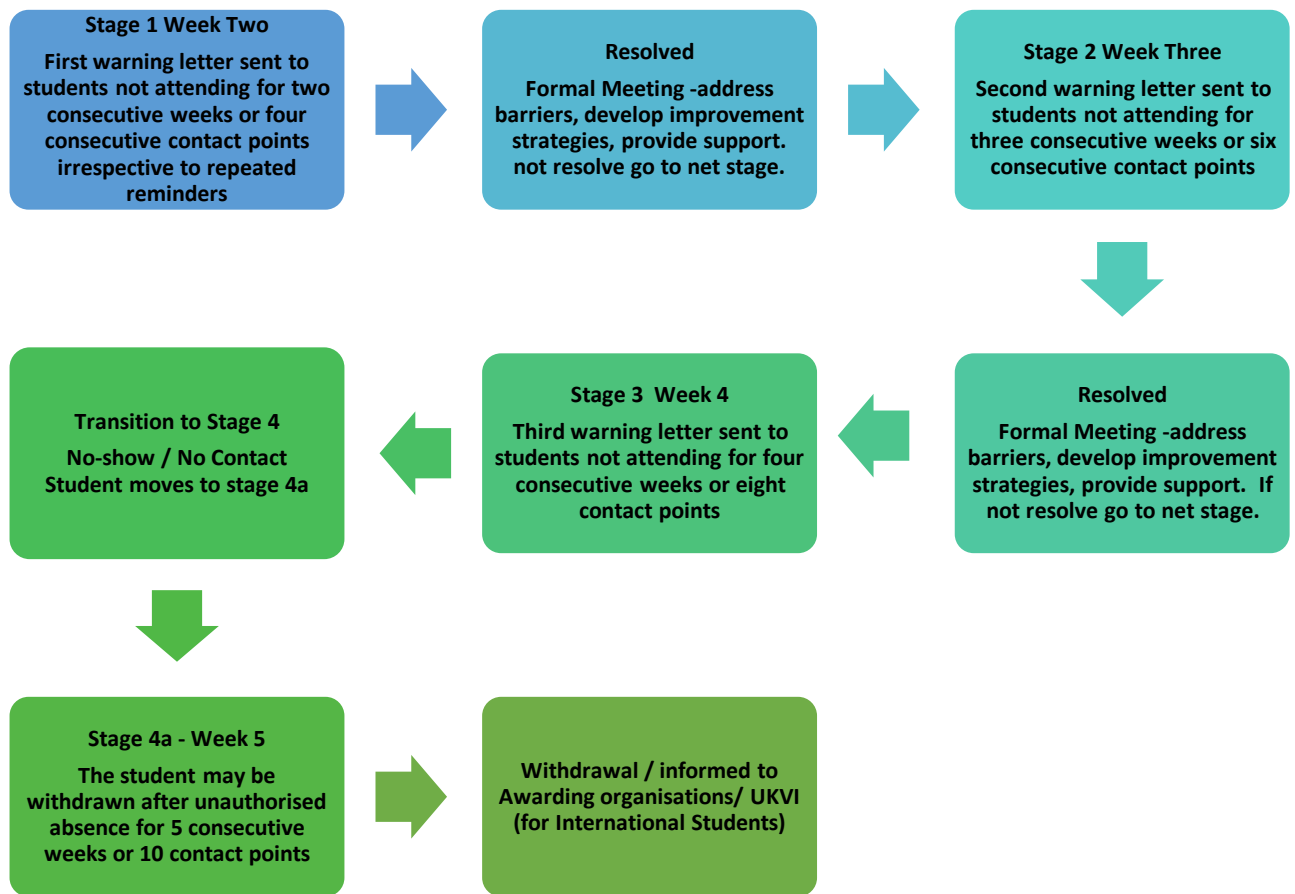 Stage 1 Week Two
First warning letter sent to
students not attending for two
consecutive weeks or four
consecutive contact points
irrespective to repeated
reminders
Resolved
Formal Meeting -address
barriers, develop improvement
strategies, provide support.
not resolve go to net stage.
Stage 2 Week Three
Second warning letter sent to
students not attending for
three consecutive weeks or six
consecutive contact points
Resolved
Formal Meeting -address
barriers, develop improvement
strategies, provide support.  If
not resolve go to net stage.
Stage 3  Week 4
Third warning letter sent to
students not attending for four
consecutive weeks or eight
contact points
Transition to Stage 4
No-show / No Contact
Student moves to stage 4a
Stage 4a - Week 5
The student may be
withdrawn after unauthorised
absence for 5 consecutive
weeks or 10 contact points
Withdrawal / informed to
Awarding organisations/ UKVI
(for International Students)